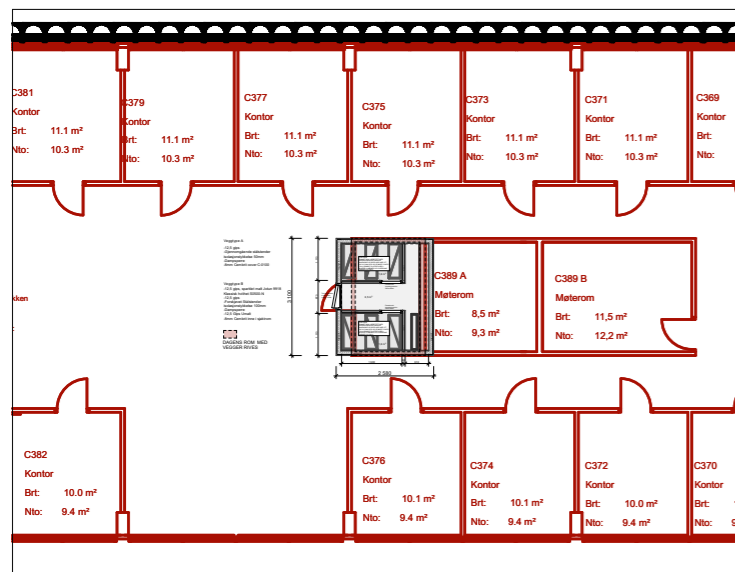 C381
Kontor
Brt: 11.1 m²
Nto: 10.3 m²
C379
Kontor
Brt: 11.1 m²
Nto: 10.3 m²
C377
Kontor
Brt: 11.1 m²
Nto: 10.3 m²
C375
Kontor
Brt: 11.1 m²
Nto: 10.3 m²
C373
Kontor
Brt: 11.1 m²
Nto: 10.3 m²
C371
Kontor
Brt: 11.1 m²
Nto: 10.3 m²
C369
Kontor
Brt:
Nto:
Veggtype A
Veggtype B
DAGENS ROM MED
VEGGER RIVES
3 100
2 580
C389 A
Møterom
Brt: 8,5 m²
Nto: 9,3 m²
C389 B
Møterom
Brt: 11,5 m²
Nto: 12,2 m²
kken
C382
Kontor
Brt: 10.0 m²
Nto: 9.4 m²
C376
Kontor
Brt: 10.1 m²
Nto: 9.4 m²
C374
Kontor
Brt: 10.1 m²
Nto: 9.4 m²
C372
Kontor
Brt: 10.0 m²
Nto: 9.4 m²
C370
Kontor
Brt:
Nto: 9